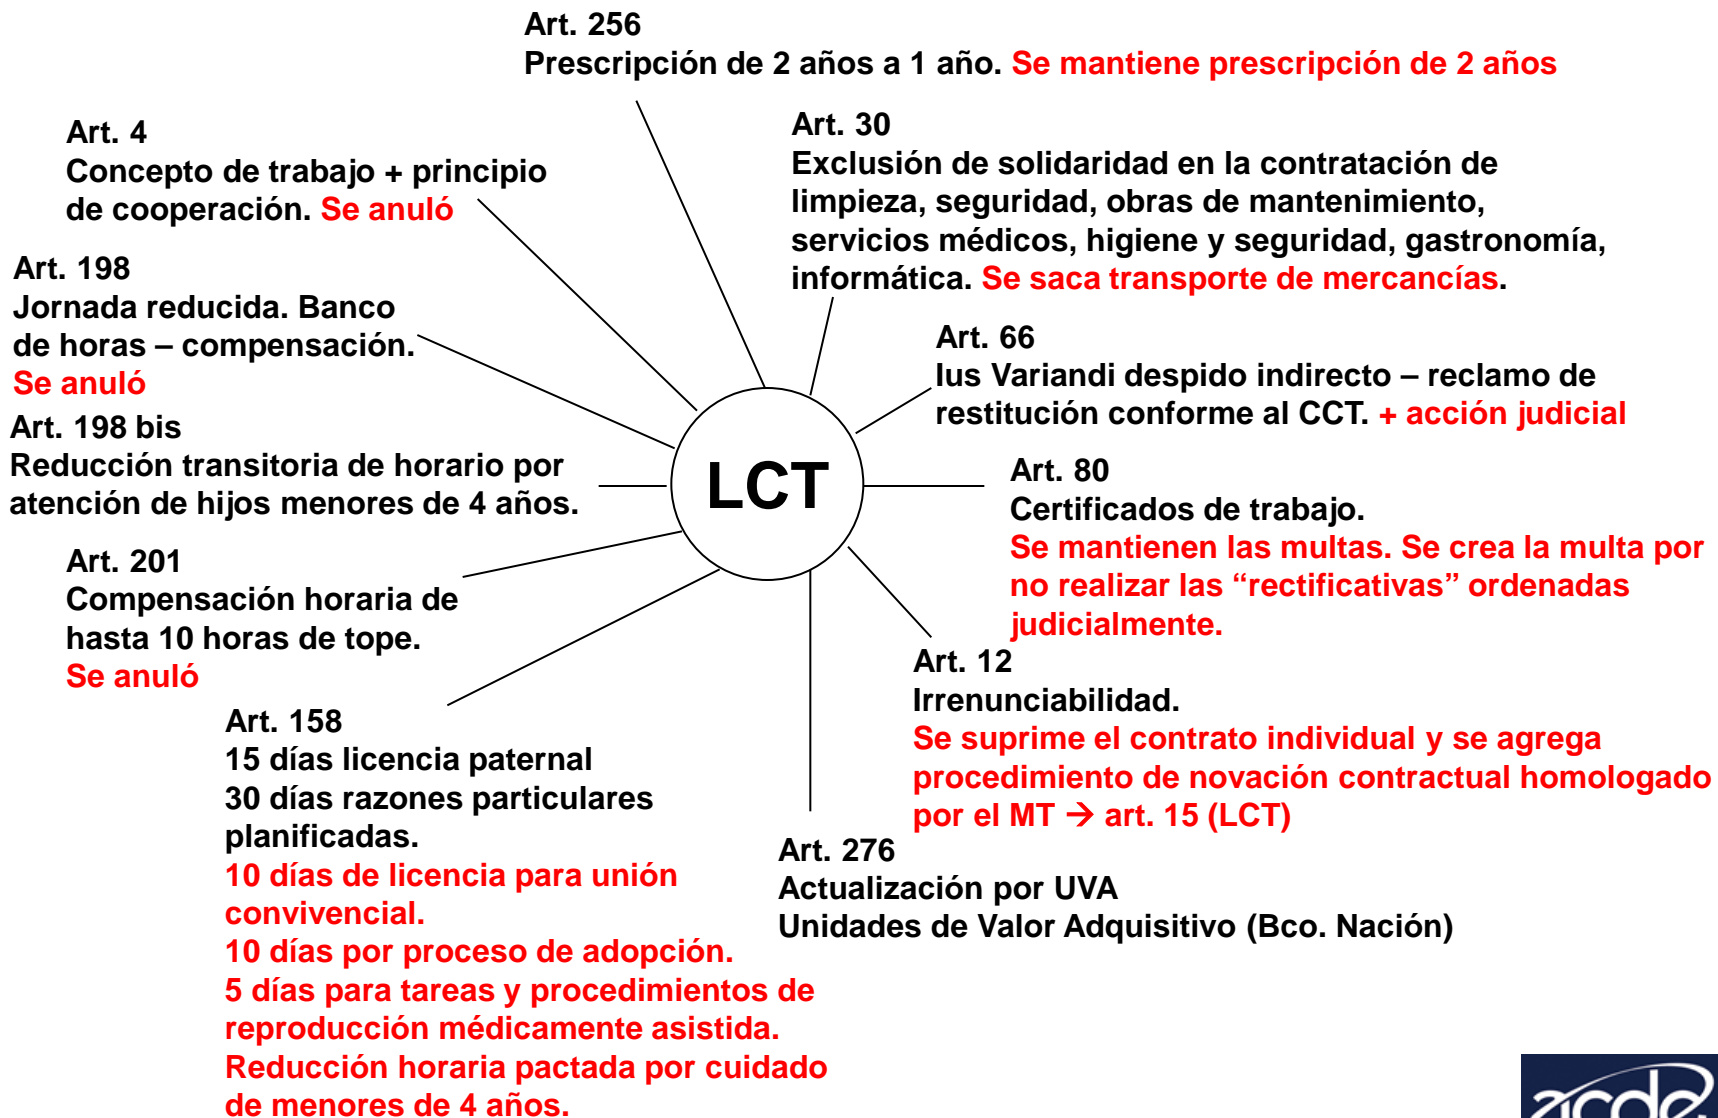 Art. 256
Prescripción de 2 años a 1 año. Se mantiene prescripción de 2 años
Art. 4
Concepto de trabajo + principio
de cooperación. Se anuló
Art. 30
Exclusión de solidaridad en la contratación de
limpieza, seguridad, obras de mantenimiento,
servicios médicos, higiene y seguridad, gastronomía,
informática. Se saca transporte de mercancías.
Art. 198
Jornada reducida. Banco
de horas – compensación.
Se anuló
Art. 66
Ius Variandi despido indirecto – reclamo de
restitución conforme al CCT. + acción judicial
Art. 198 bis
Reducción transitoria de horario por
atención de hijos menores de 4 años.
LCT
Art. 80
Certificados de trabajo.
Se mantienen las multas. Se crea la multa por
no realizar las “rectificativas” ordenadas
judicialmente.
Art. 201
Compensación horaria de
hasta 10 horas de tope.
Se anuló
Art. 12
Irrenunciabilidad.
Se suprime el contrato individual y se agrega
procedimiento de novación contractual homologado
por el MT → art. 15 (LCT)
Art. 158
15 días licencia paternal
30 días razones particulares
planificadas.
10 días de licencia para unión
convivencial.
10 días por proceso de adopción.
5 días para tareas y procedimientos de
reproducción médicamente asistida.
Reducción horaria pactada por cuidado
de menores de 4 años.
Art. 276
Actualización por UVA
Unidades de Valor Adquisitivo (Bco. Nación)
acde